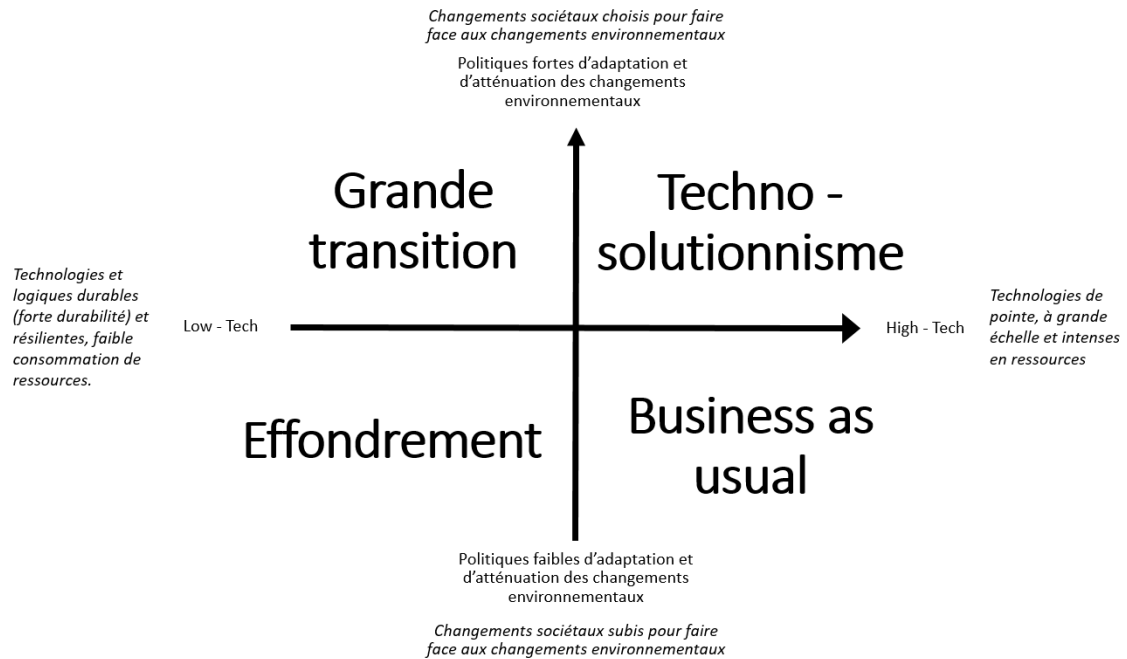 Changements sociétaux choisis pour faire
face aux changements environnementaux
Politiques fortes d’adaptation et
d’atténuation des changements
environnementaux
Grande
transition
Techno -
solutionnisme
Technologies et
logiques durables
(forte durabilité) et
résilientes, faible
consommation de
ressources.
Low - Tech
High - Tech
Technologies de
pointe, à grande
échelle et intenses
en ressources
Effondrement
Business as
usual
Politiques faibles d’adaptation et
d’atténuation des changements
environnementaux
Changements sociétaux subis pour faire
face aux changements environnementaux